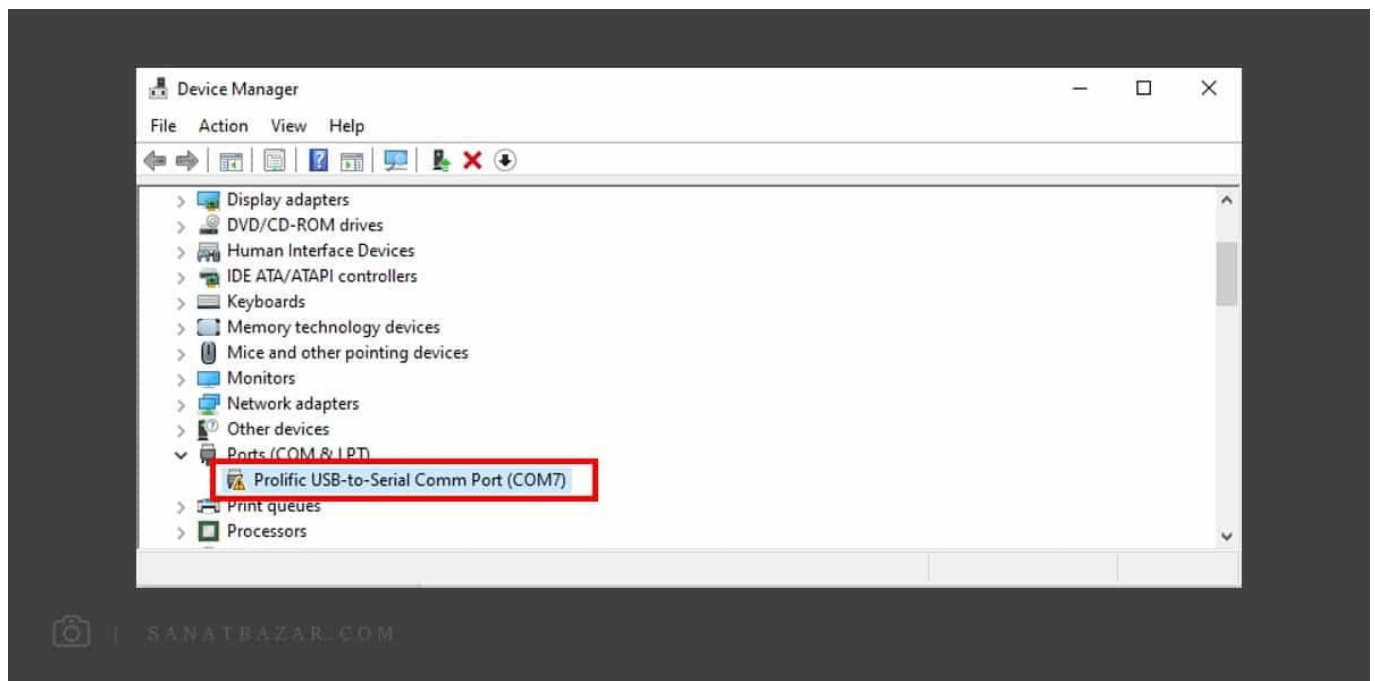 Device Manager
File Action View Help
Display adapters
DVD/CD-ROM drives
Human Interface Devices
IDE ATA/ATAPI controllers
Keyboards
Memory technology devices
Mice and other pointing devices
Monitors
Network adapters
Other devices
Ports (COM & LPT)
Prolific USB-to-Serial Comm Port (COM7)
Print queues
Processors
SANATBAZAR.COM